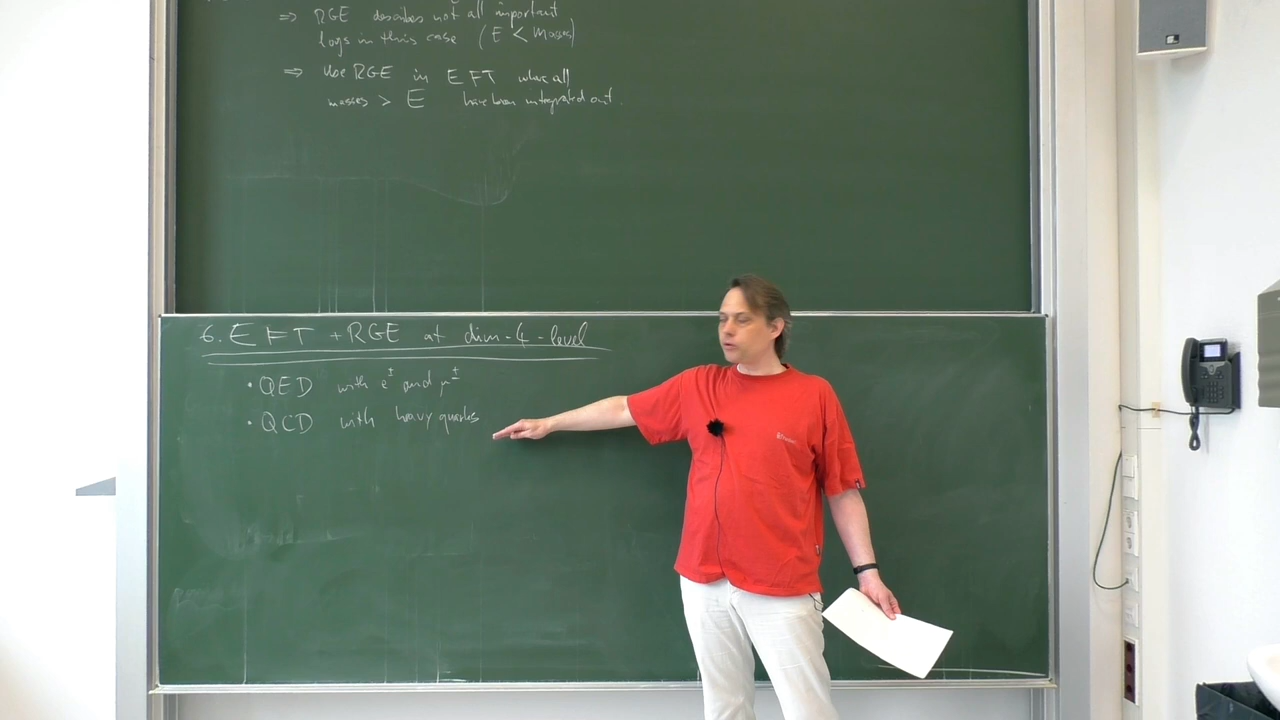 ⇒ RGE describes not all important
logs in this case (E < Masses)
⇒ Use RGE in EFT where all
masses > E have been integrated out.
6. EFT + RGE at dim-4-level
• QED with e± and μ±
• QCD with heavy quarks